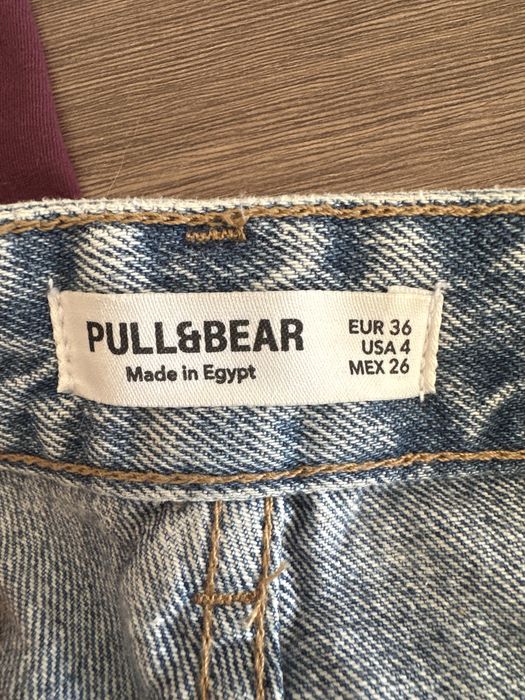 PULL&BEAR
Made in Egypt
EUR 36
USA 4
MEX 26